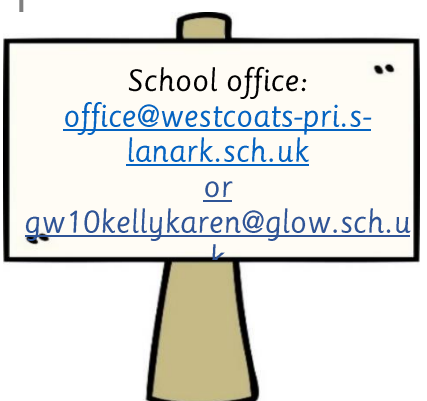 School office:
office@westcoats-pri.s-
lanark.sch.uk
or
gw10kellykaren@glow.sch.u
k